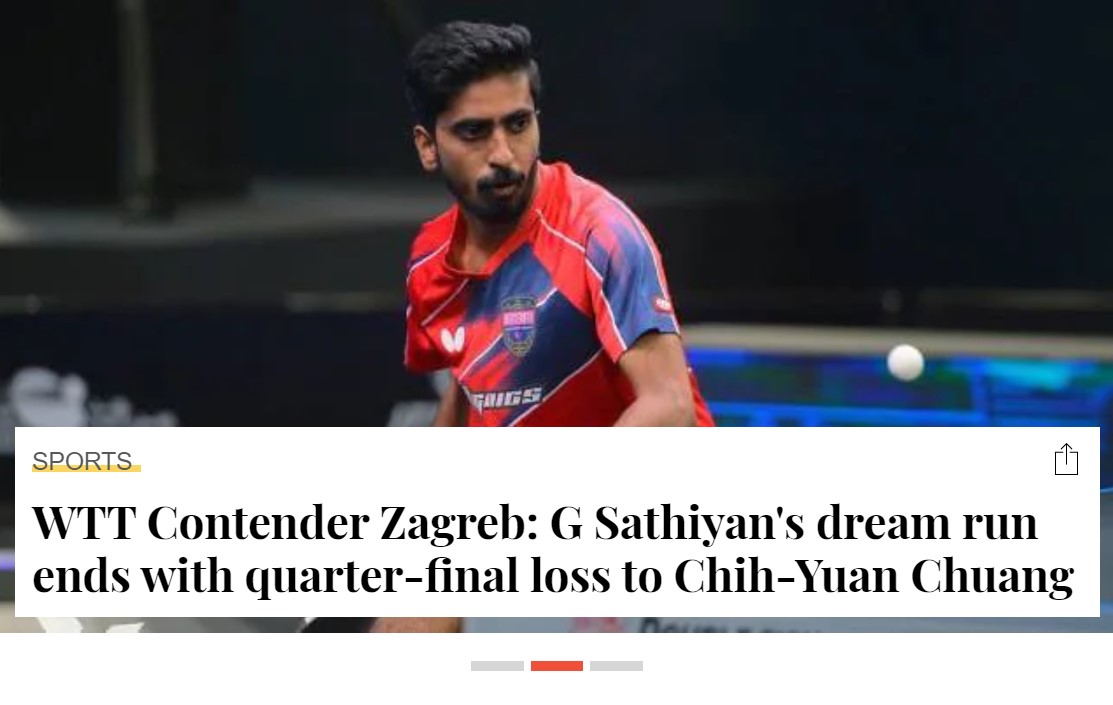 SPORTS
WTT Contender Zagreb: G Sathiyan's dream run
ends with quarter-final loss to Chih-Yuan Chuang